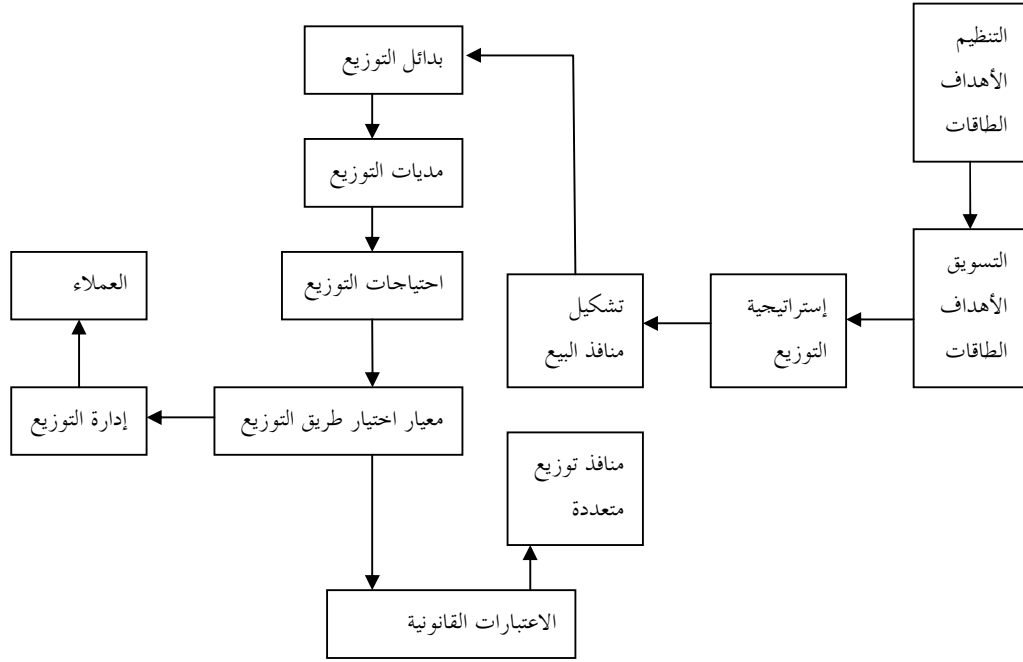 التنظيم
الأهداف
الطاقات
التسويق
الأهداف
الطاقات
إستراتيجية
التوزيع
تشكيل
منافذ البيع
بدائل التوزيع
مديات التوزيع
احتياجات التوزيع
معيار اختيار طريق التوزيع
إدارة التوزيع
العملاء
الاعتبارات القانونية
منافذ توزيع
متعددة